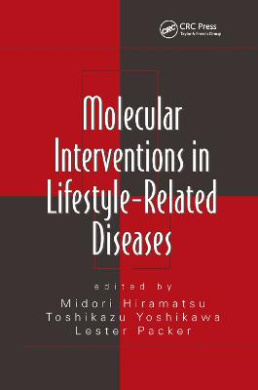 CRC Press
Taylor & Francis Group
Molecular
Interventions in
Lifestyle-Related
Diseases
edited by
Midori Hiramatsu
Toshikazu Yoshikawa
Lester Packer